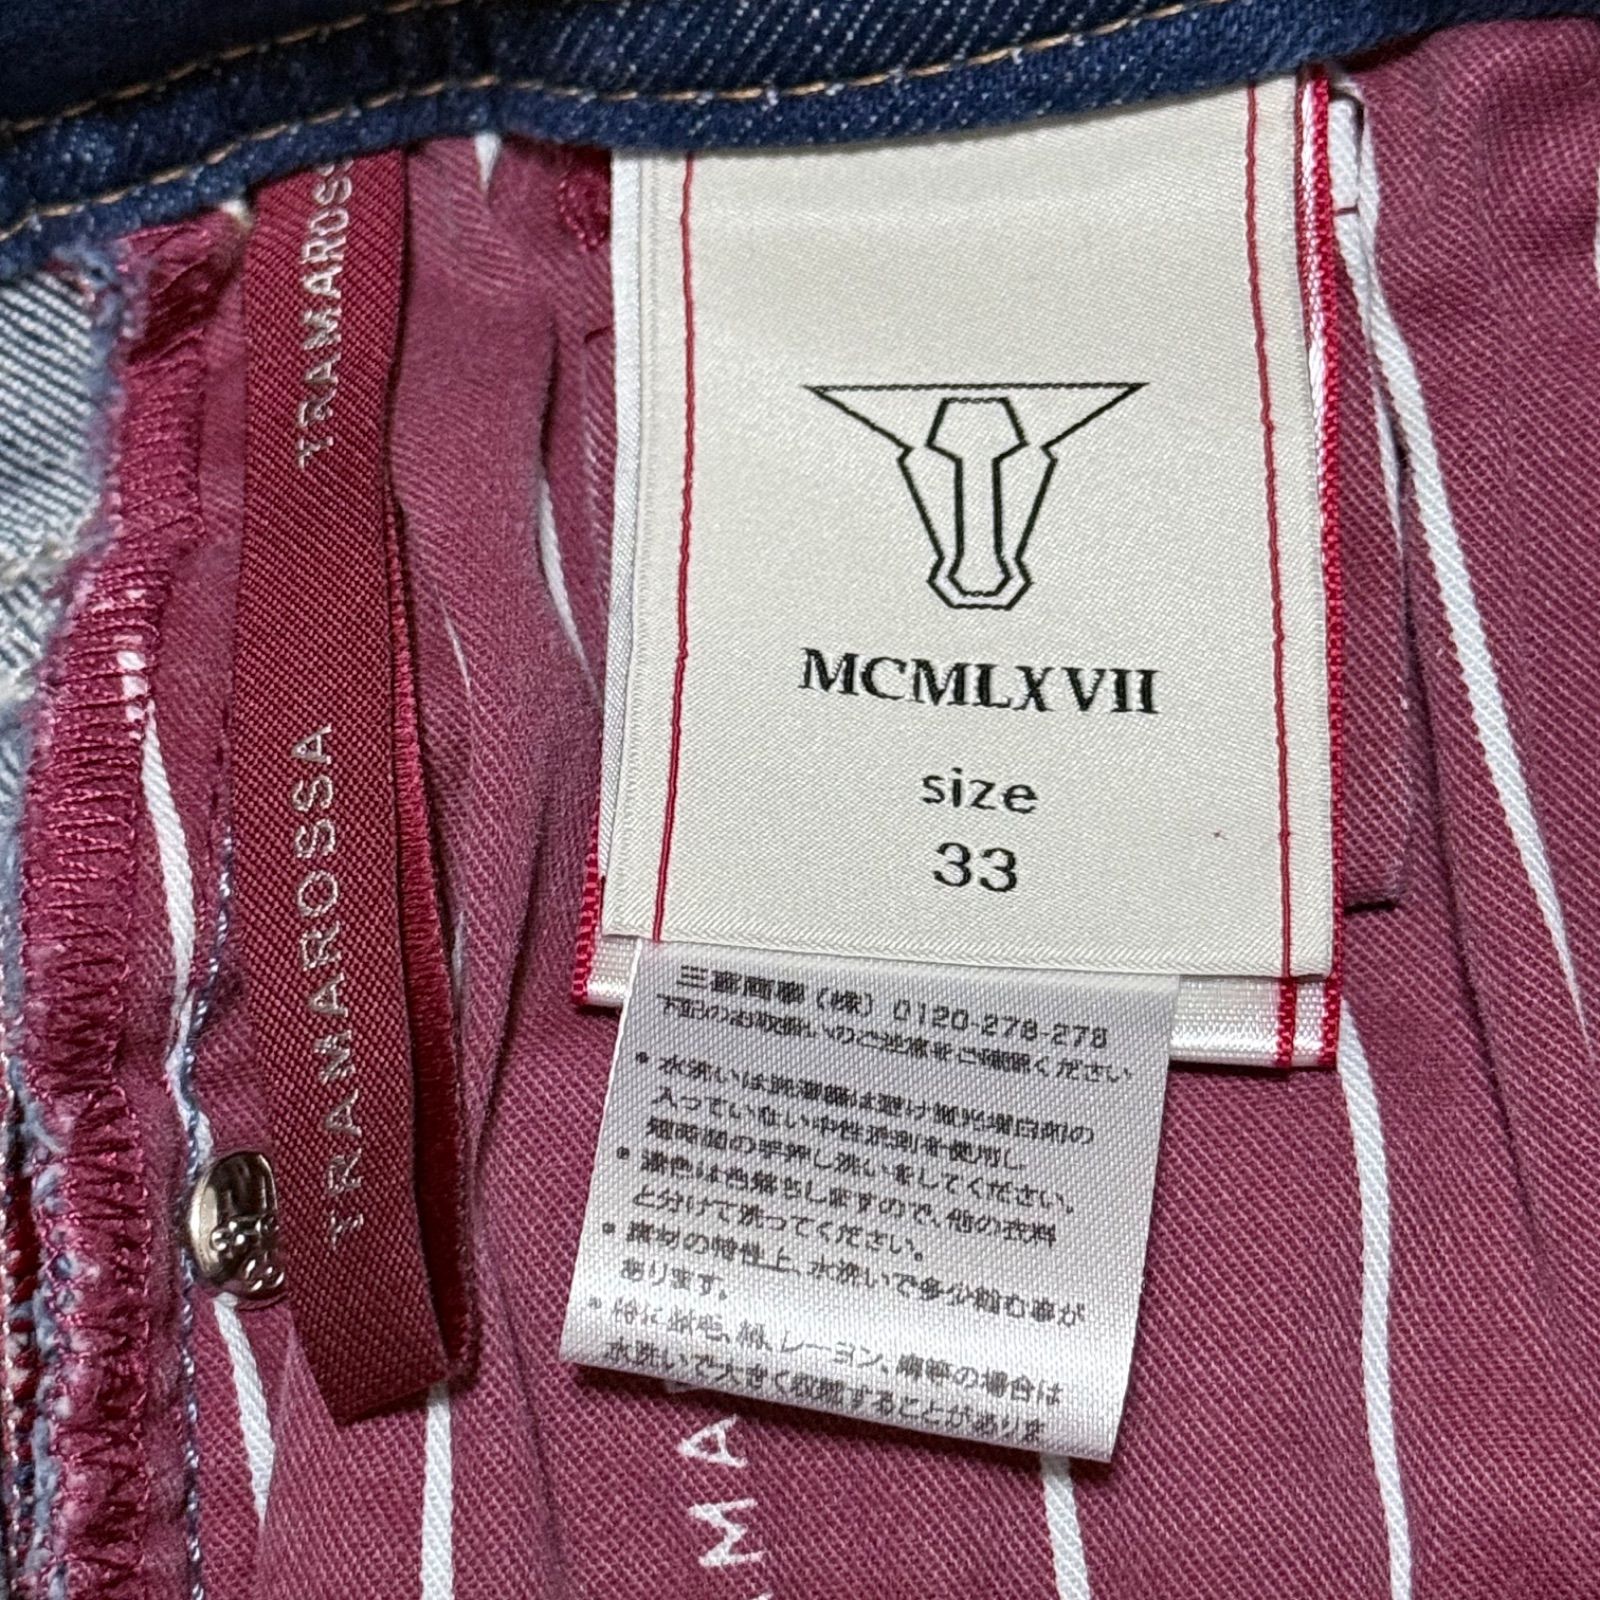 TRAMAROSS
TRAMAROSSA
TRAMAROSSA
MCMLXVII
size
33
三喜商事(株) 0120-278-278
下記のお取扱いのご注意をご確認ください
• 水洗いは洗濯機は避け蛍光増白剤の
入っていない中性洗剤を使用し
短時間の手押し洗いをしてください。
• 濃色は色落ちしますので、他の衣料
と分けて洗ってください。
• 素材の特性上、水洗いで多少縮む事が
あります。
• 特に 毛、絹、レーヨン、麻等の場合は
水洗いで大きく収縮することがありま
AMA